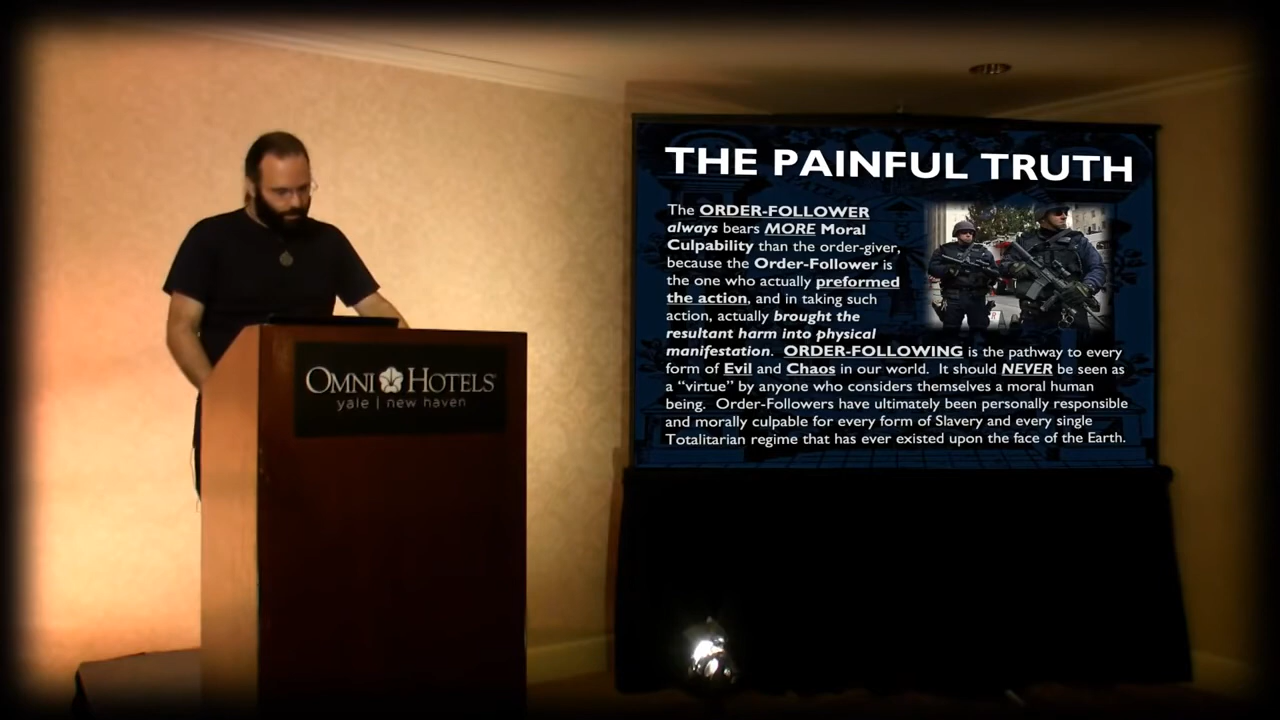 OMNI HOTELS
yale | new haven
THE PAINFUL TRUTH
The ORDER-FOLLOWER
always bears MORE Moral
Culpability than the order-giver,
because the Order-Follower is
the one who actually preformed
the action, and in taking such
action, actually brought the
resultant harm into physical
manifestation. ORDER-FOLLOWING is the pathway to every
form of Evil and Chaos in our world. It should NEVER be seen as
a “virtue” by anyone who considers themselves a moral human
being. Order-Followers have ultimately been personally responsible
and morally culpable for every form of Slavery and every single
Totalitarian regime that has ever existed upon the face of the Earth.